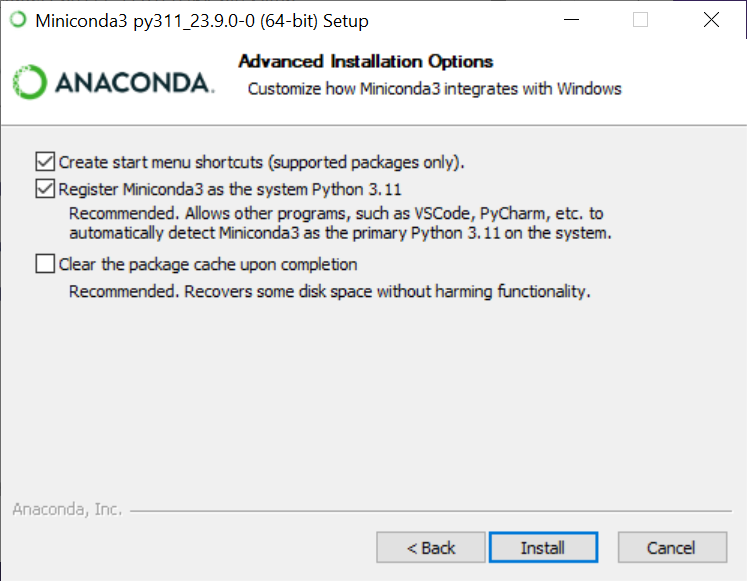 Miniconda3 py311_23.9.0-0 (64-bit) Setup
ANACONDA.
Advanced Installation Options
Customize how Miniconda3 integrates with Windows
Create start menu shortcuts (supported packages only).
Register Miniconda3 as the system Python 3.11
Recommended. Allows other programs, such as VSCode, PyCharm, etc. to
automatically detect Miniconda3 as the primary Python 3.11 on the system.
Clear the package cache upon completion
Recommended. Recovers some disk space without harming functionality.
Anaconda, Inc.
< Back
Install
Cancel